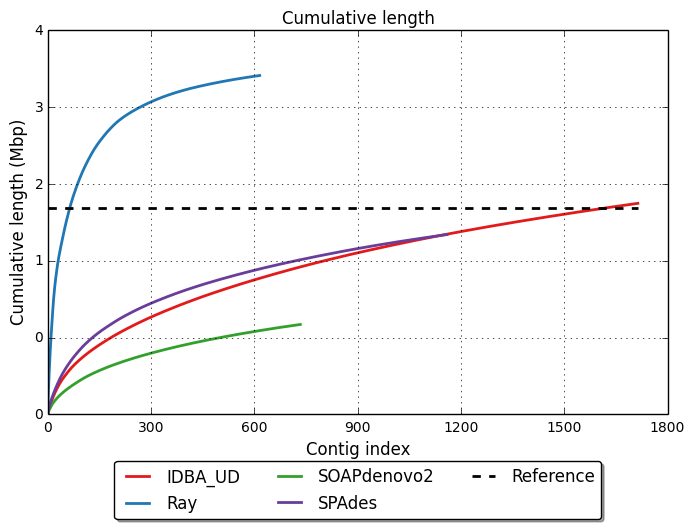 Cumulative length
Cumulative length (Mbp)
4
3
2
1
0
0
0 300 600 900 1200 1500 1800
Contig index
IDBA_UD SOAPdenovo2 Reference
Ray SPAdes